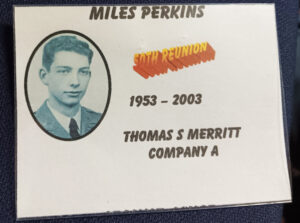 MILES PERKINS
50TH REUNION
1953 - 2003
THOMAS S MERRITT
COMPANY A